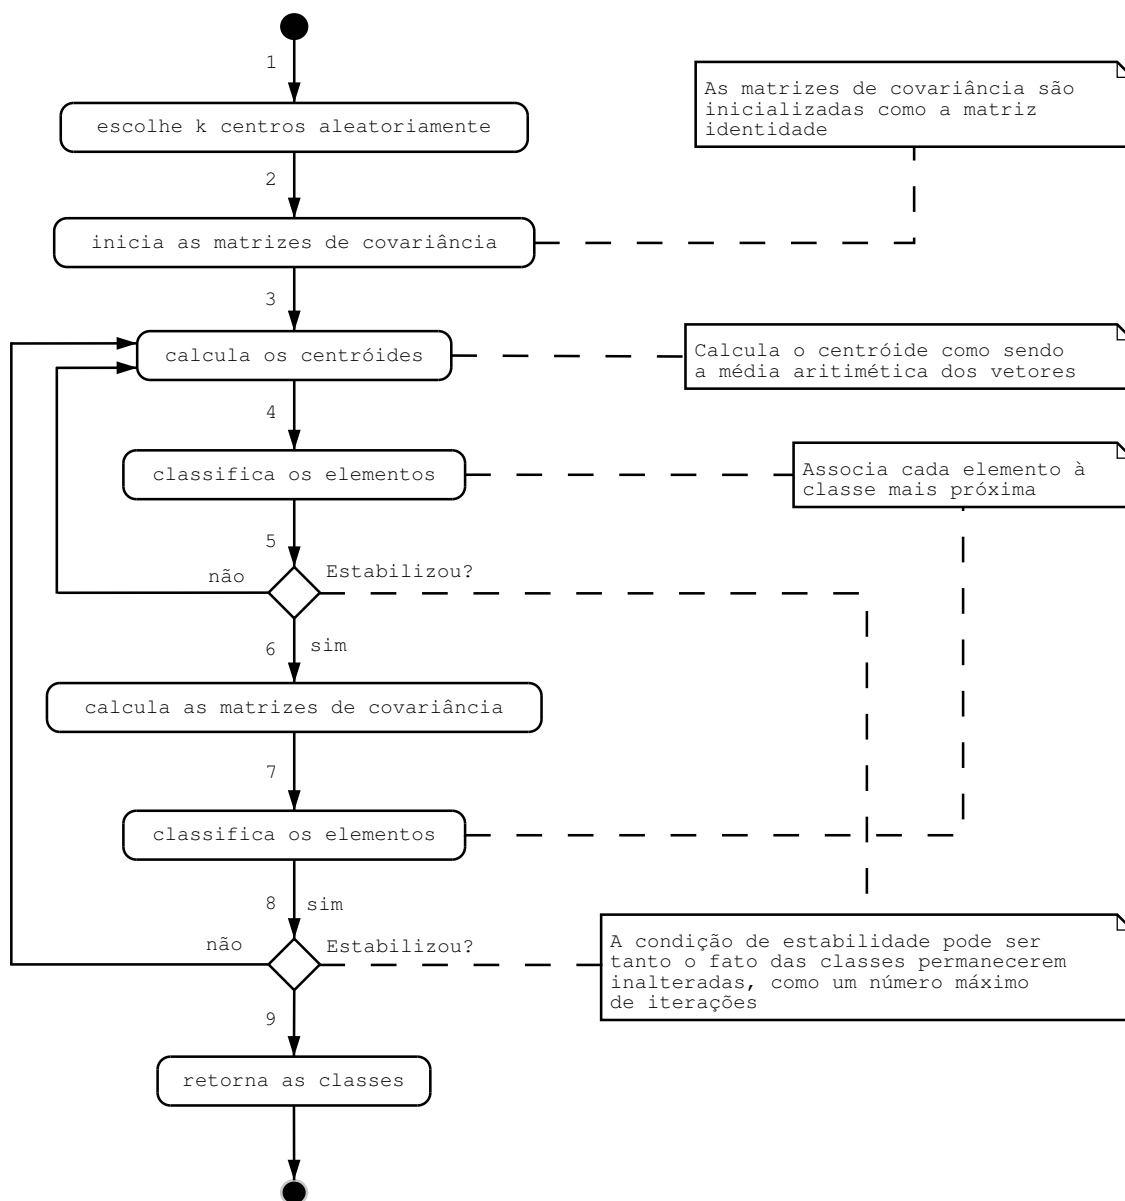 1
As matrizes de covariância são
inicializadas como a matriz
identidade
escolhe k centros aleatoriamente
2
inicia as matrizes de covariância
3
calcula os centróides
Calcula o centróide como sendo
a média aritimética dos vetores
4
classifica os elementos
Associa cada elemento à
classe mais próxima
5
não
Estabilizou?
6
sim
calcula as matrizes de covariância
7
classifica os elementos
8
sim
não
Estabilizou?
A condição de estabilidade pode ser
tanto o fato das classes permanecerem
inalteradas, como um número máximo
de iterações
9
retorna as classes